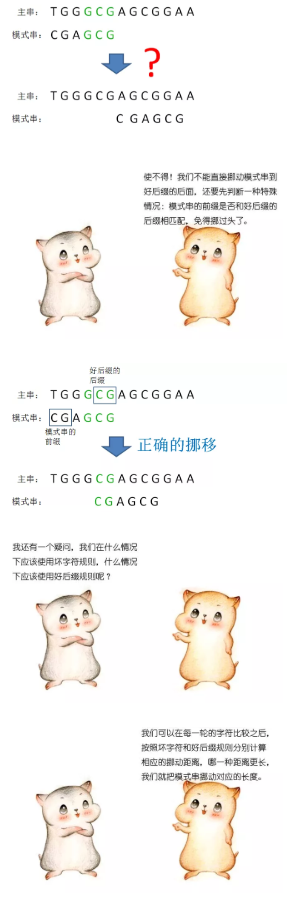 主串： TGGGCGAGCGGAA
模式串： CGAGCG
?
主串： TGGGCGAGCGGAA
模式串： CGAGCG
使不得！我们不能直接挪动模式串到
好后缀的后面，还要先判断一种特殊
情况：模式串的前缀是否和好后缀的
后缀相匹配，免得挪过头了。
好后缀的
后缀
主串： TGGGCGAGCGGAA
模式串： CGAGCG
模式串的
前缀
正确的挪移
主串： TGGGCGAGCGGAA
模式串： CGAGCG
我还有一个疑问，我们在什么情况
下应该使用坏字符规则，什么情况
下应该使用好后缀规则呢？
我们可以在每一轮的字符比较之后，
按照坏字符和好后缀规则分别计算
相应的挪动距离，哪一种距离更长，
我们就把模式串挪动对应的长度。